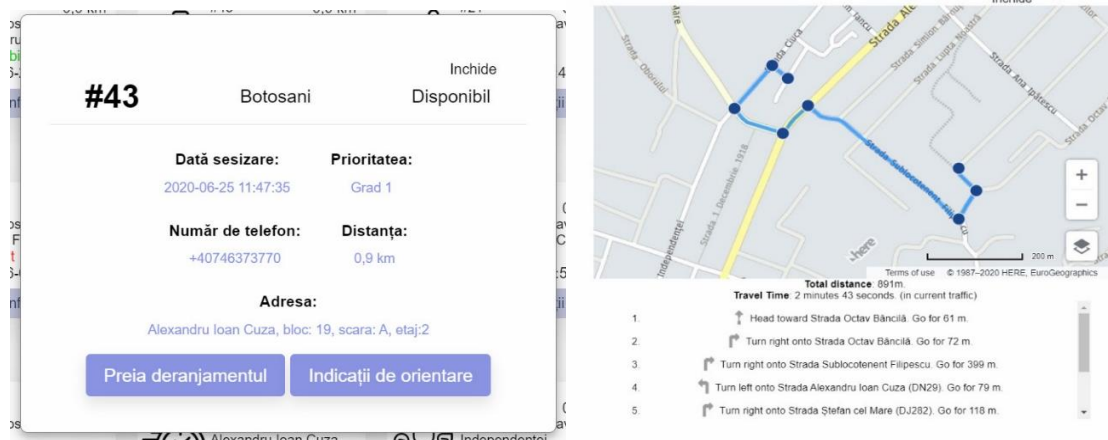 Inchide
#43
Botosani
Disponibil
Dată sesizare:
Prioritatea:
2020-06-25 11:47:35
Grad 1
Număr de telefon:
Distanța:
+40746373770
0,9 km
Adresa:
Alexandru Ioan Cuza, bloc: 19, scara: A, etaj:2
Preia deranjamentul
Indicații de orientare
Alexandru Ioan Cuza
Independentei
Mare
Strada Oborului
Strada Simion
Strada Lupta Noastră
Strada Ana Ipătescu
Strada Octav
Strada 1 Decembrie 1918
Independenței
Strada Sublocotenent
+
−
here
200 m
Terms of use © 1987–2020 HERE, EuroGeographics
Total distance: 891m.
Travel Time: 2 minutes 43 seconds. (in current traffic)
1. Head toward Strada Octav Băncilă. Go for 61 m.
2. Turn right onto Strada Octav Băncilă. Go for 72 m.
3. Turn right onto Strada Sublocotenent Filipescu. Go for 399 m.
4. Turn left onto Strada Alexandru Ioan Cuza (DN29). Go for 79 m.
5. Turn right onto Strada Ștefan cel Mare (DJ282). Go for 118 m.